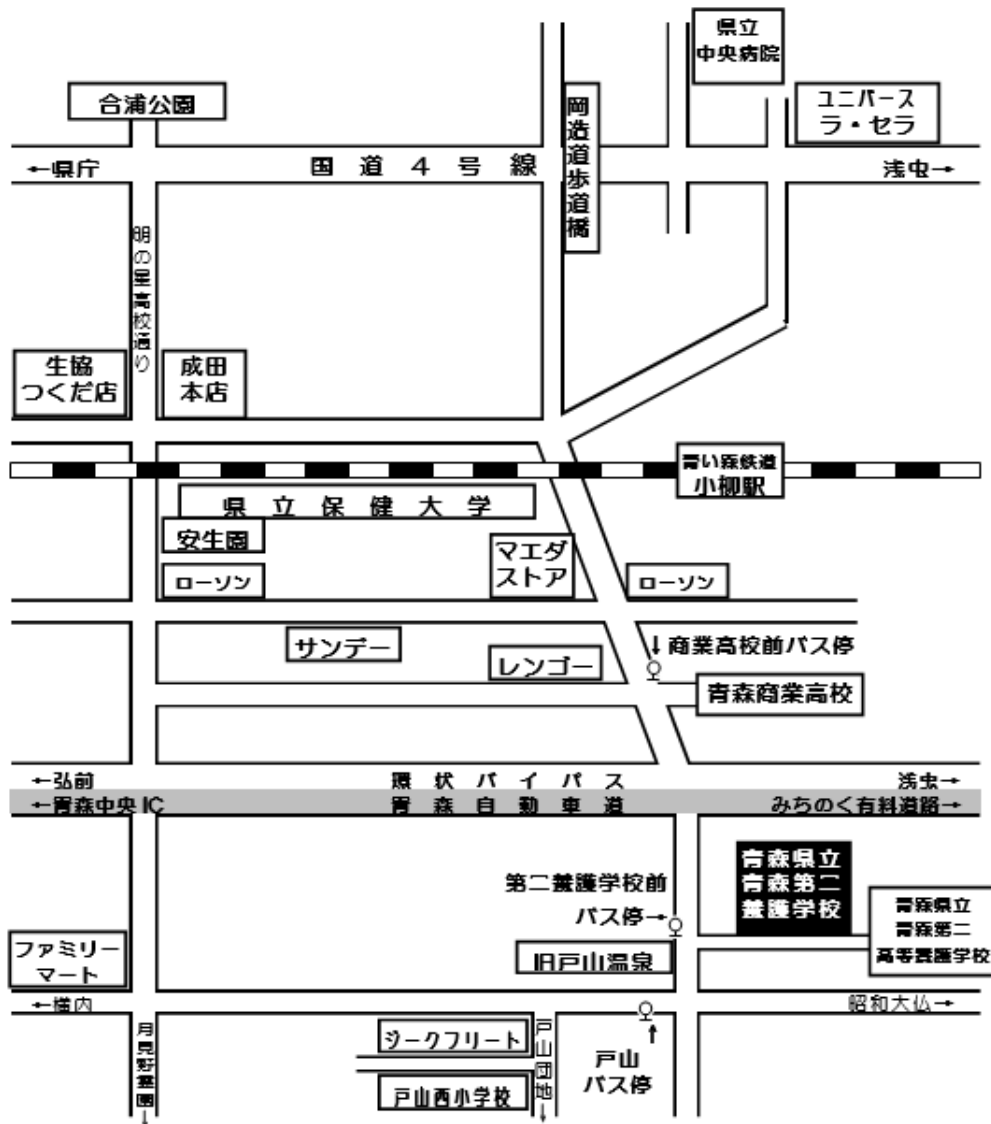 県立
中央病院
合浦公園
岡造道歩道橋
ユニバース
ラ・セラ
←県庁
国道4号線
浅虫→
明の星高校通り
生協
つくだ店
成田
本店
青い森鉄道
小柳駅
県立保健大学
安生園
ローソン
マエダ
ストア
ローソン
サンデー
レンゴー
↓商業高校前バス停
青森商業高校
←弘前
環状バイパス
浅虫→
←青森中央IC
青森自動車道
みちのく有料道路→
青森県立
青森第二
養護学校
第二養護学校前
バス停→
青森県立
青森第二
高等養護学校
ファミリー
マート
旧戸山温泉
←横内
昭和大仏→
月見野霊園→
ジークフリート
戸山団地→
戸山
バス停
戸山西小学校